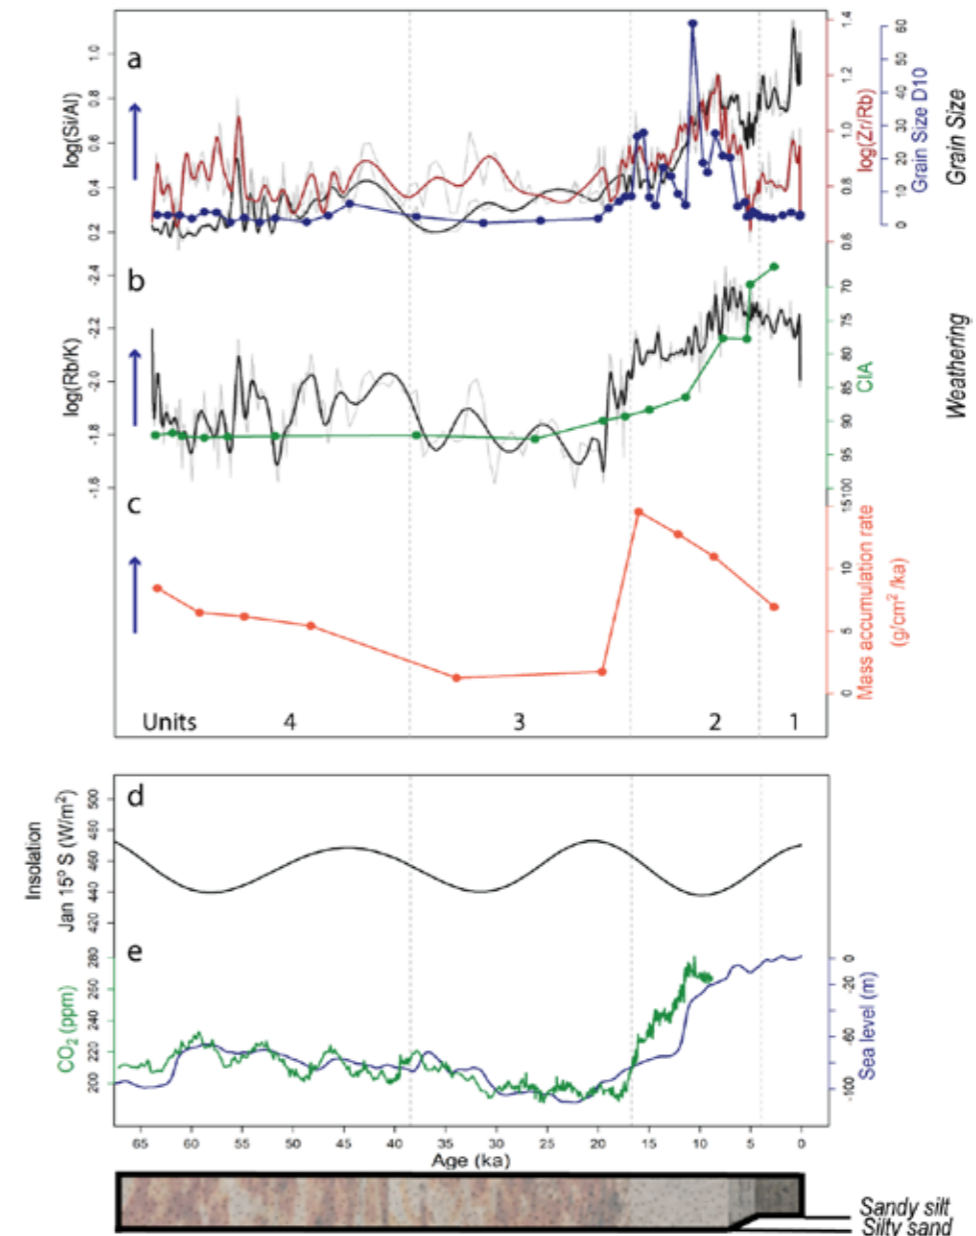 a
log(Si/Al)
1.0
0.8
0.6
0.4
0.2
log(Zr/Rb)
1.4
1.2
1.0
0.8
0.6
Grain Size D10
60
50
40
30
20
10
0
Grain Size
b
log(Rb/K)
-2.4
-2.2
-2.0
-1.8
-1.6
CIA
70
75
80
85
90
95
100
Weathering
c
Mass accumulation rate
(g/cm² /ka)
15
10
5
0
Units 4 3 2 1
d
Insolation
Jan 15º S (W/m²)
500
480
460
440
420
e
CO₂ (ppm)
280
260
240
220
200
Sea level (m)
0
-20
-60
-100
65 60 55 50 45 40 35 30 25 20 15 10 5 0
Age (ka)
Sandy silt
Silty sand